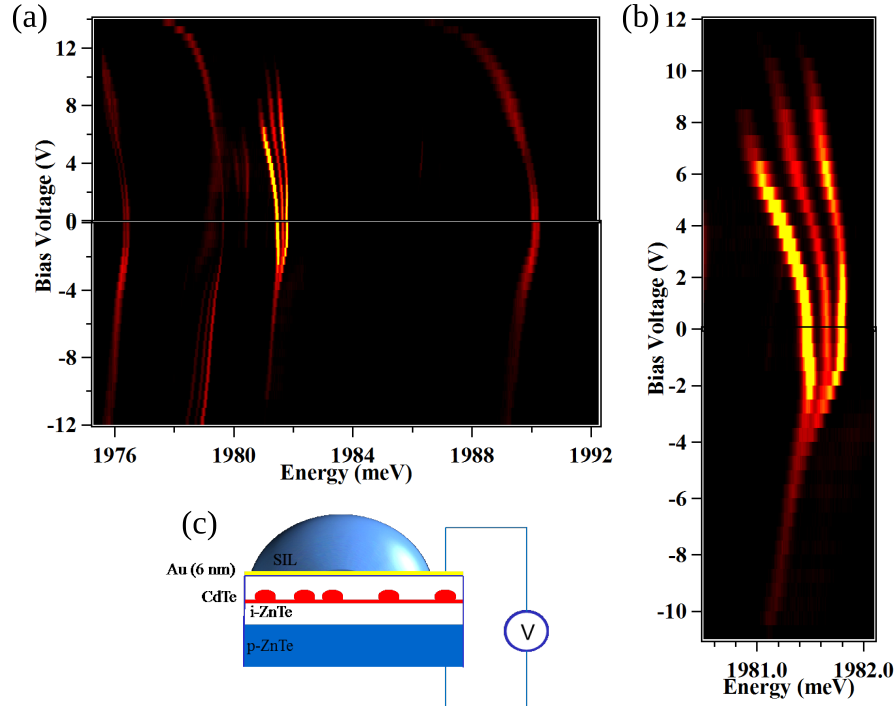 (a)
12
8
4
0
-4
-8
-12
Bias Voltage (V)
1976
1980
1984
1988
1992
Energy (meV)
(b)
12
10
8
6
4
2
0
-2
-4
-6
-8
-10
Bias Voltage (V)
1981.0
1982.0
Energy (meV)
(c)
SIL
Au (6 nm)
CdTe
i-ZnTe
p-ZnTe
V